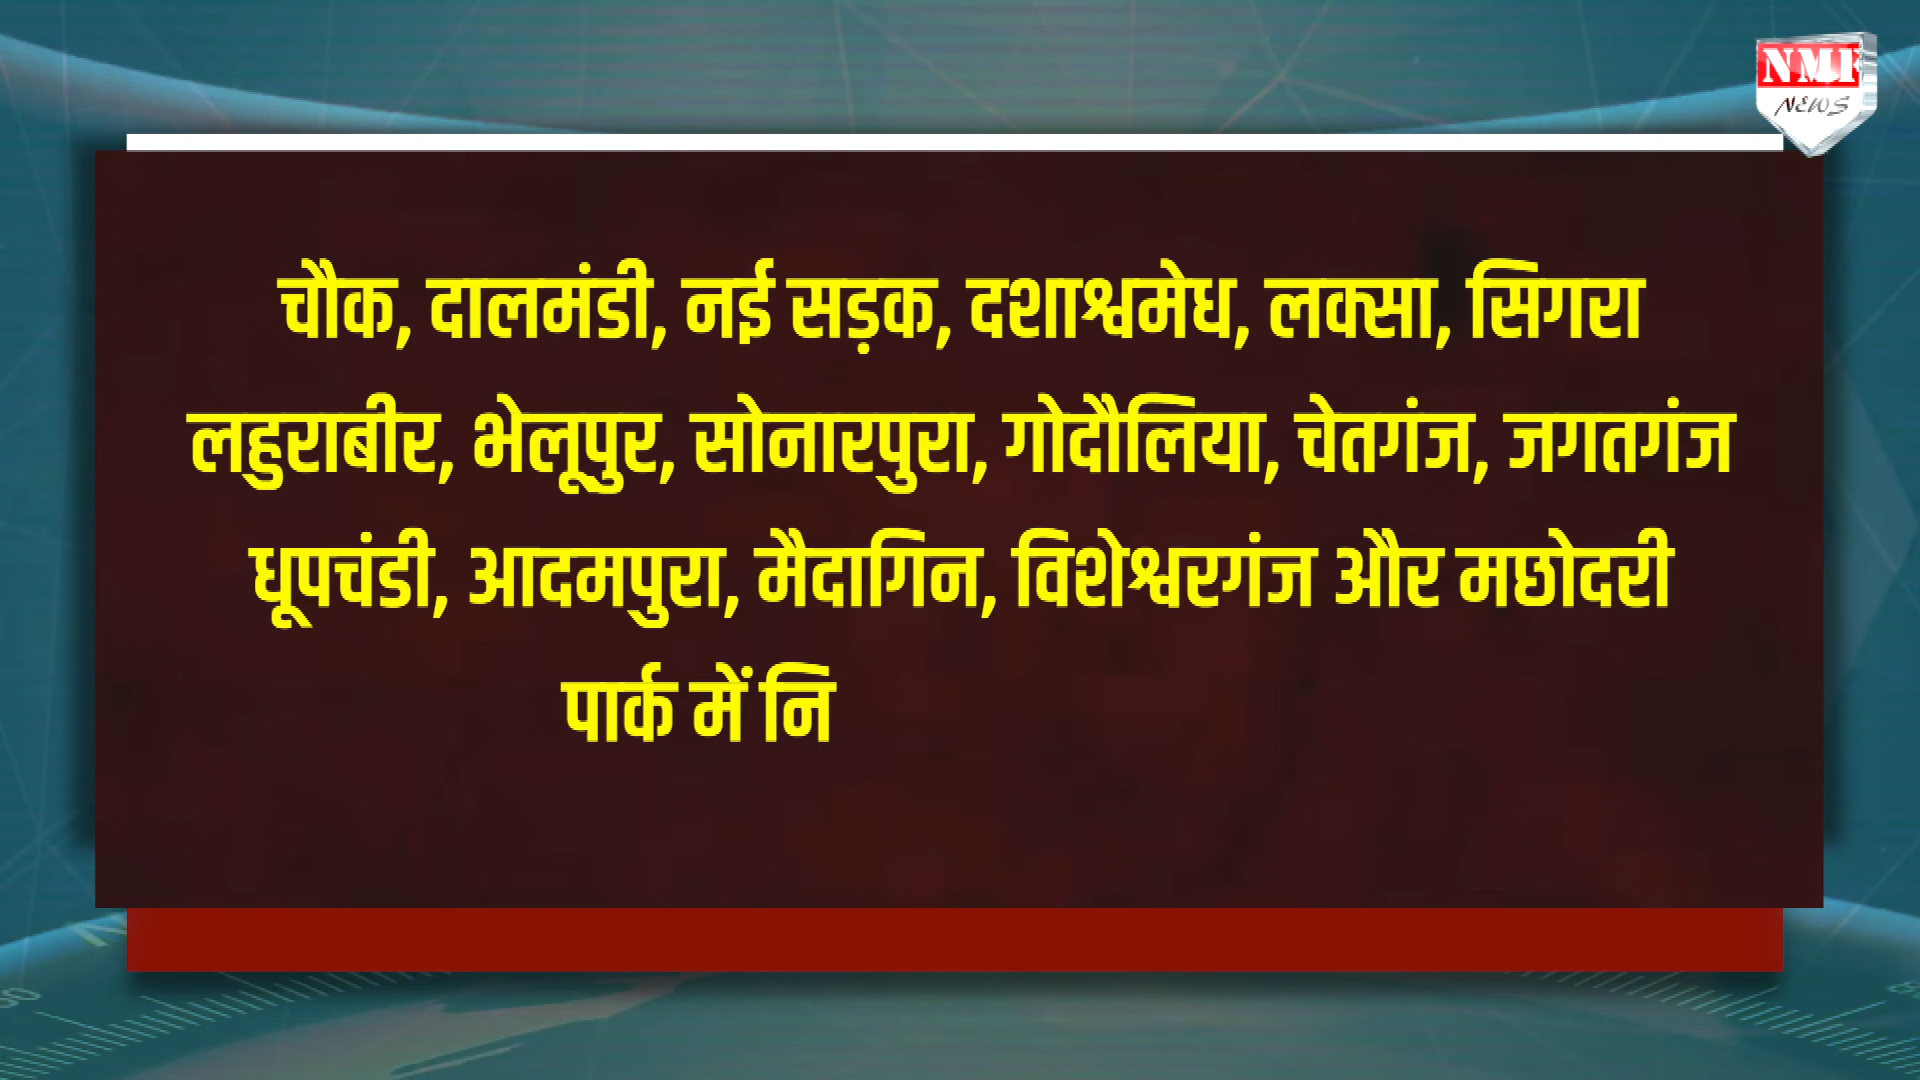 NMF
NEWS
चौक, दालमंडी, नई सड़क, दशाश्वमेध, लक्सा, सिगरा
लहुराबीर, भेलूपुर, सोनारपुरा, गोदौलिया, चेतगंज, जगतगंज
धूपचंडी, आदमपुरा, मैदागिन, विशेश्वरगंज और मछोदरी
पार्क में नि